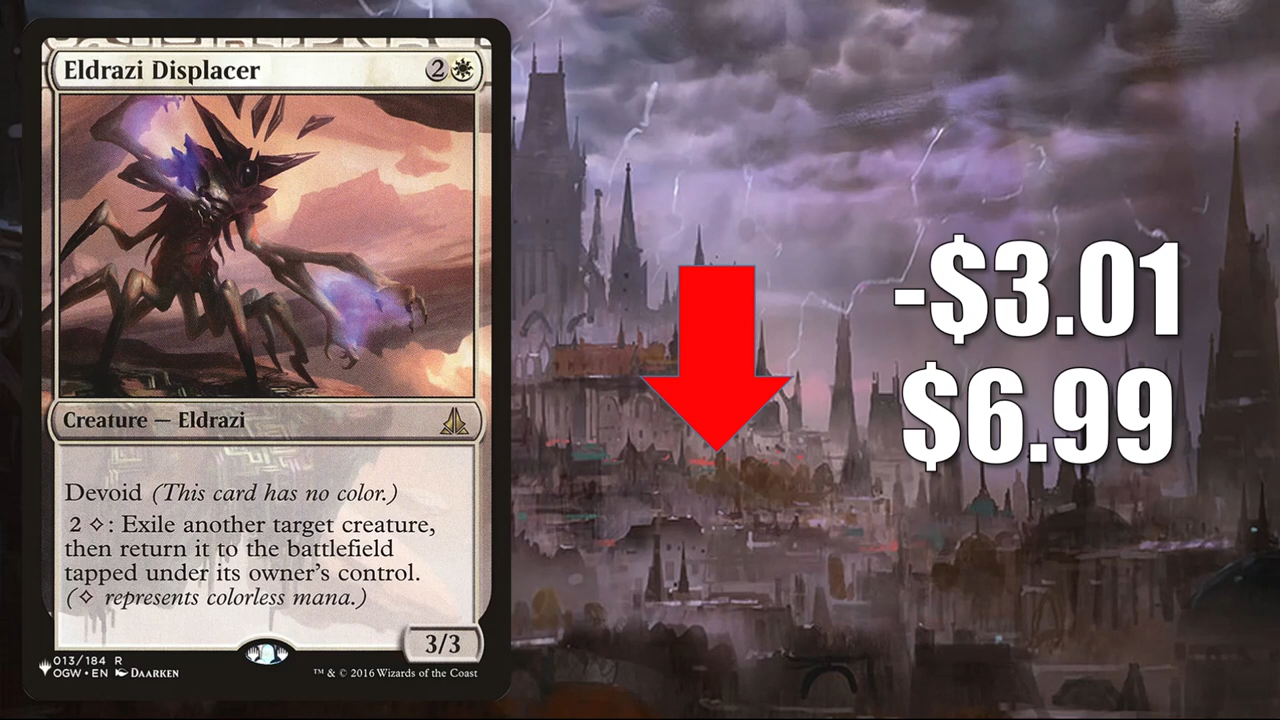 Eldrazi Displacer 2
Creature — Eldrazi
Devoid (This card has no color.)
2 ⟡: Exile another target creature,
then return it to the battlefield
tapped under its owner's control.
(⟡ represents colorless mana.)
3/3
013/184 R
OGW • EN DAARKEN
™ & © 2016 Wizards of the Coast
-$3.01
$6.99